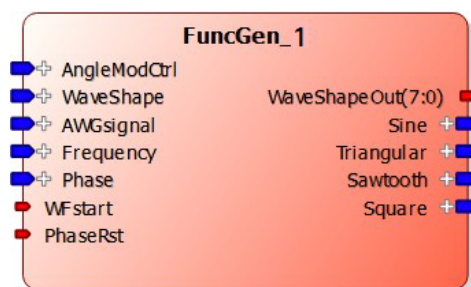 FuncGen_1
AngleModCtrl
WaveShape
AWGsignal
Frequency
Phase
WFstart
PhaseRst
WaveShapeOut(7:0)
Sine
Triangular
Sawtooth
Square